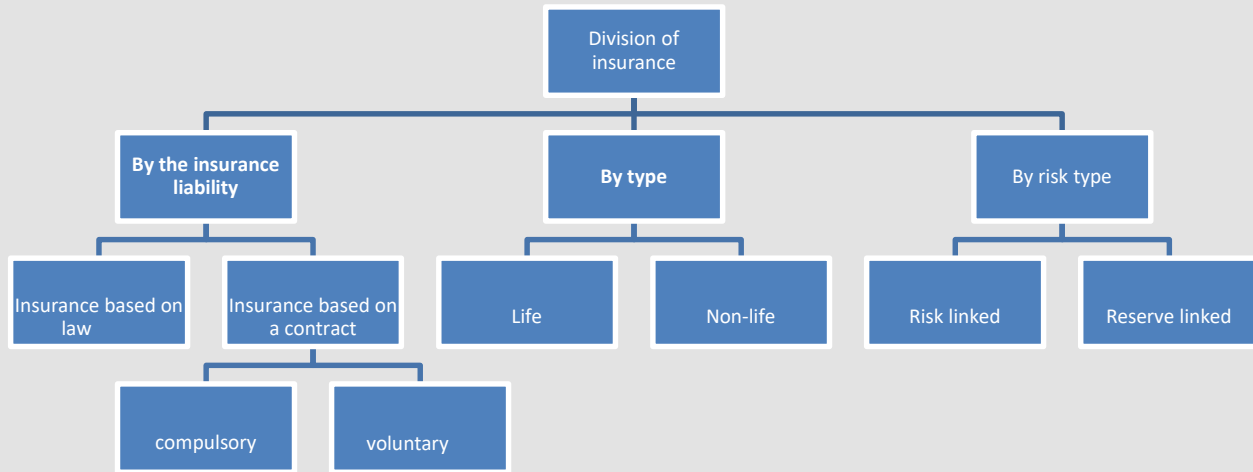 Division of
insurance
By the insurance
liability
By type
By risk type
Insurance based on
law
Insurance based on
a contract
Life
Non-life
Risk linked
Reserve linked
compulsory
voluntary